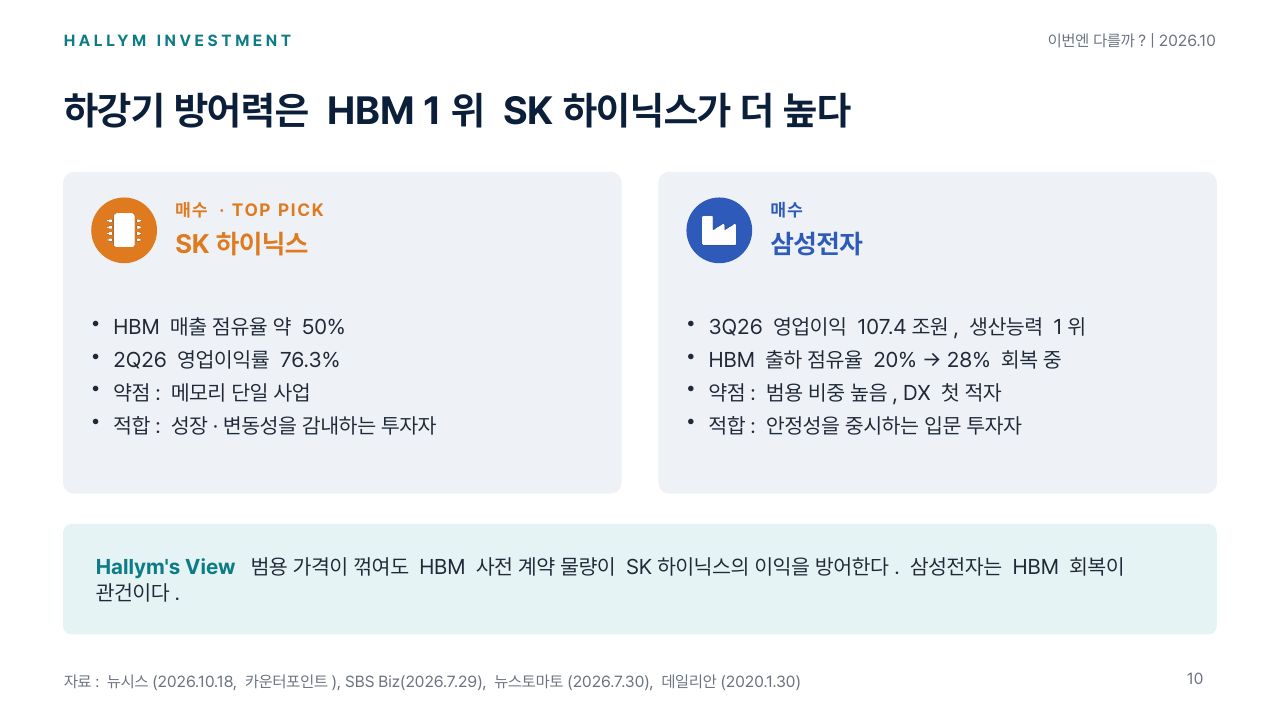 HALLYM INVESTMENT
이번엔 다를까 ? | 2026.10
하강기 방어력은 HBM 1 위 SK 하이닉스가 더 높다
매수 · TOP PICK
SK 하이닉스
• HBM 매출 점유율 약 50%
• 2Q26 영업이익률 76.3%
• 약점 : 메모리 단일 사업
• 적합 : 성장 · 변동성을 감내하는 투자자
매수
삼성전자
• 3Q26 영업이익 107.4 조원 , 생산능력 1 위
• HBM 출하 점유율 20% → 28% 회복 중
• 약점 : 범용 비중 높음 , DX 첫 적자
• 적합 : 안정성을 중시하는 입문 투자자
Hallym's View 범용 가격이 꺾여도 HBM 사전 계약 물량이 SK 하이닉스의 이익을 방어한다 . 삼성전자는 HBM 회복이
관건이다 .
자료 : 뉴시스 (2026.10.18, 카운터포인트 ), SBS Biz(2026.7.29), 뉴스토마토 (2026.7.30), 데일리안 (2020.1.30)
10